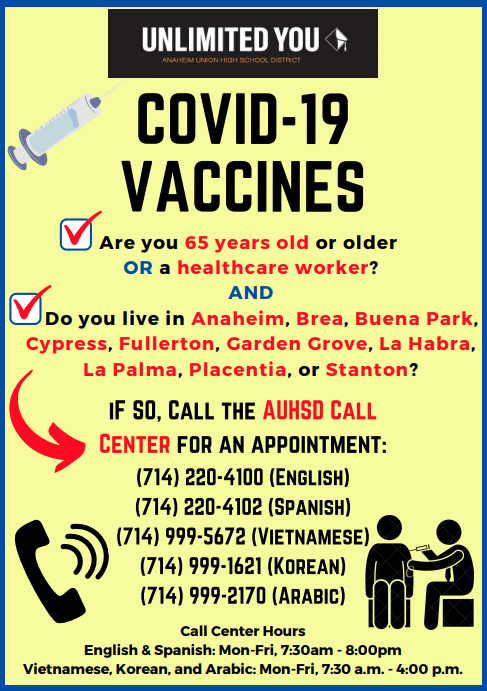 UNLIMITED YOU
ANAHEIM UNION HIGH SCHOOL DISTRICT
COVID-19
VACCINES
Are you 65 years old or older
OR a healthcare worker?
AND
Do you live in Anaheim, Brea, Buena Park,
Cypress, Fullerton, Garden Grove, La Habra,
La Palma, Placentia, or Stanton?
IF SO, CALL THE AUHSD CALL
CENTER FOR AN APPOINTMENT:
(714) 220-4100 (ENGLISH)
(714) 220-4102 (SPANISH)
(714) 999-5672 (VIETNAMESE)
(714) 999-1621 (KOREAN)
(714) 999-2170 (ARABIC)
Call Center Hours
English & Spanish: Mon-Fri, 7:30am - 8:00pm
Vietnamese, Korean, and Arabic: Mon-Fri, 7:30 a.m. - 4:00 p.m.